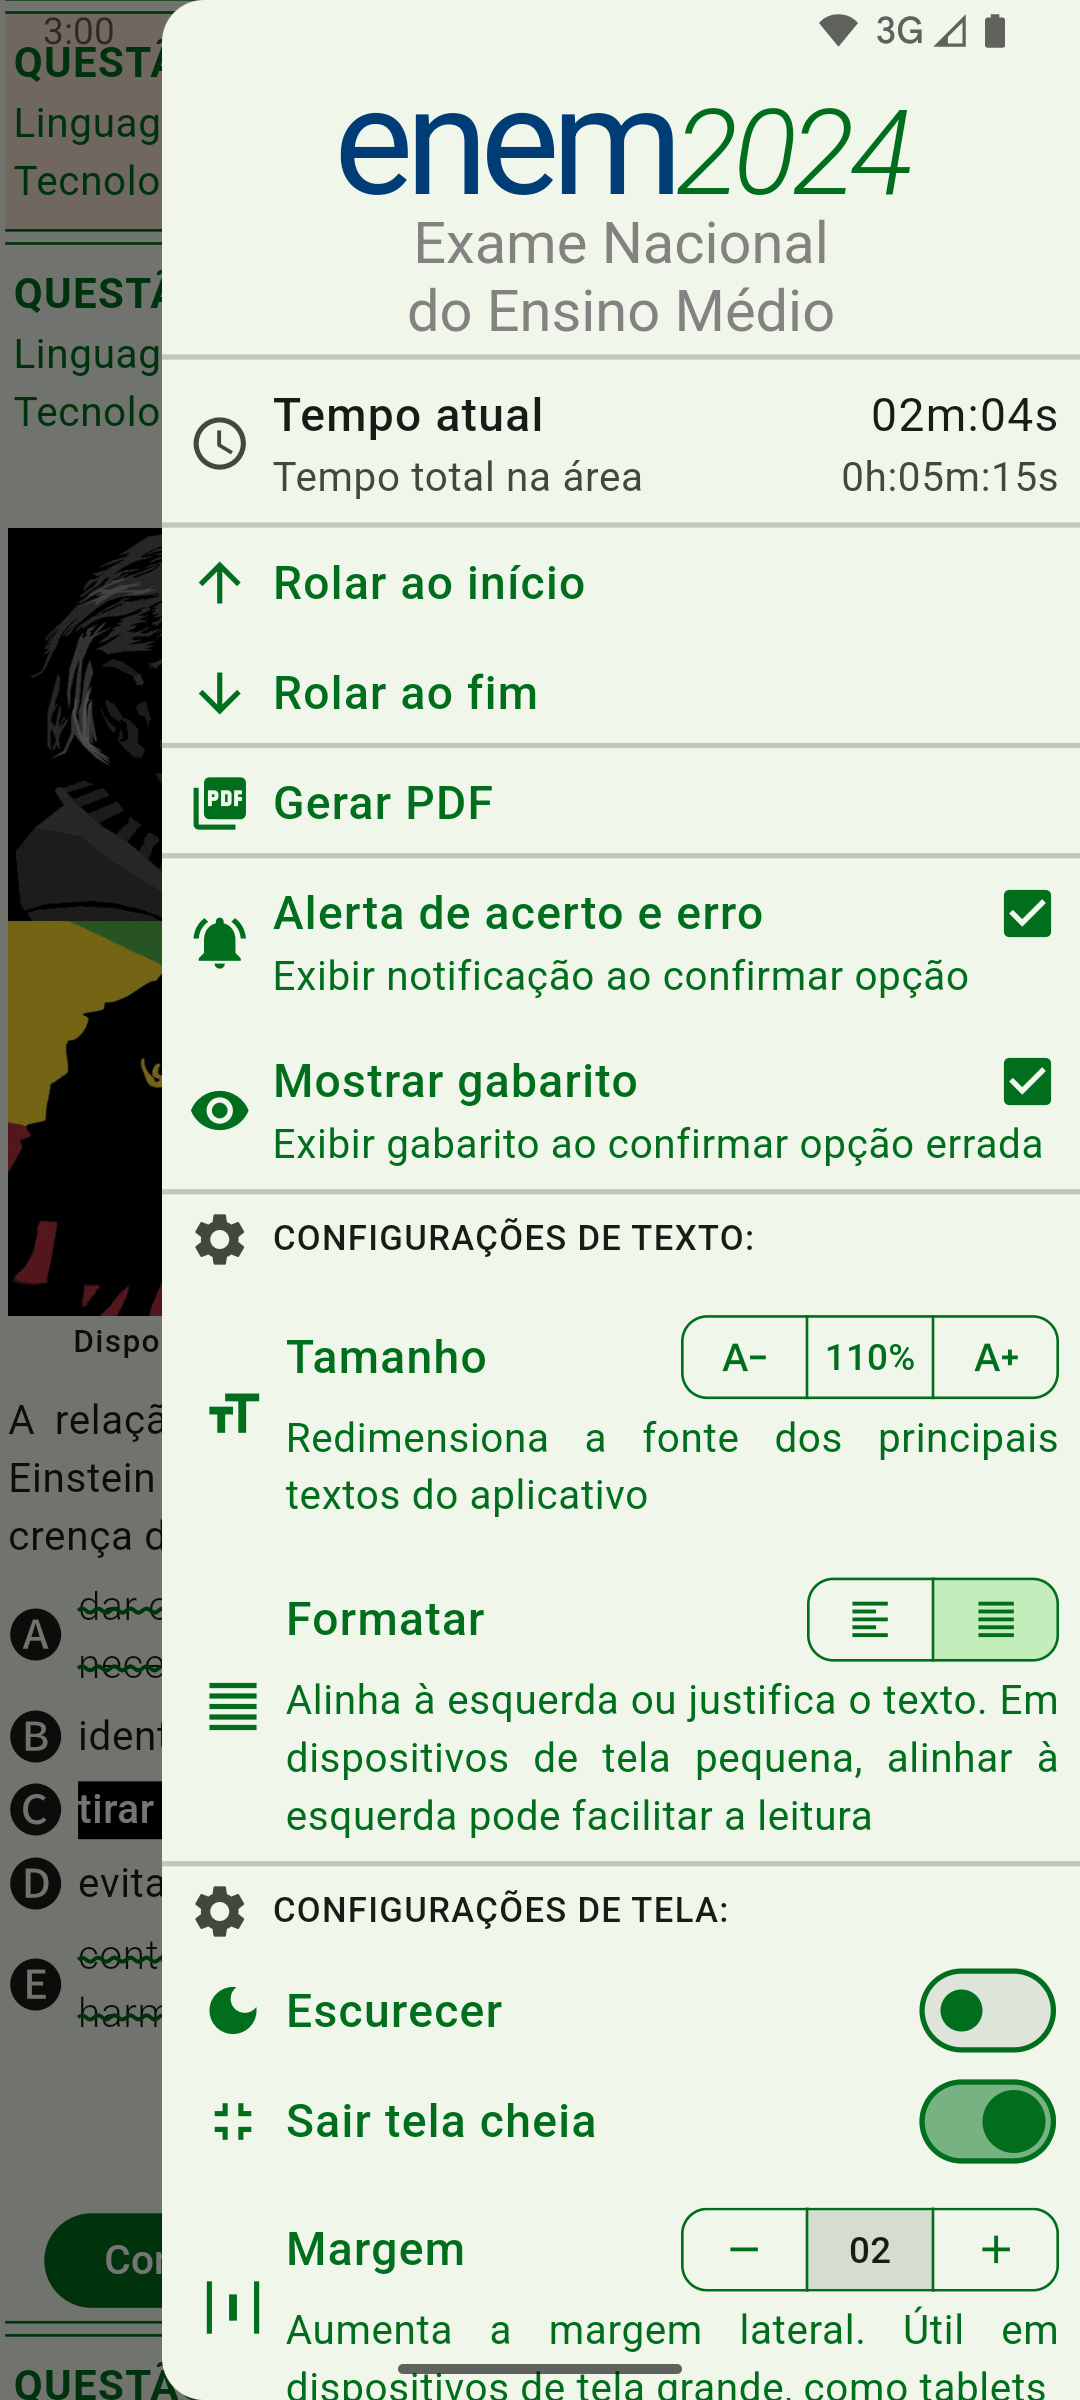 3:00
3G
QUESTÃ
Linguag
Tecnolo
QUESTÃ
Linguag
Tecnolo
Dispo
A relaçã
Einstein
crença d
A dar
nece
B ident
C tirar
D evita
E cont
harm
Con
QUESTÃ
enem2024
Exame Nacional
do Ensino Médio
Tempo atual 02m:04s
Tempo total na área 0h:05m:15s
Rolar ao início
Rolar ao fim
PDF Gerar PDF
Alerta de acerto e erro
Exibir notificação ao confirmar opção
Mostrar gabarito
Exibir gabarito ao confirmar opção errada
CONFIGURAÇÕES DE TEXTO:
Tamanho A- 110% A+
Redimensiona a fonte dos principais
textos do aplicativo
Formatar
Alinha à esquerda ou justifica o texto. Em
dispositivos de tela pequena, alinhar à
esquerda pode facilitar a leitura
CONFIGURAÇÕES DE TELA:
Escurecer
Sair tela cheia
Margem − 02 +
Aumenta a margem lateral. Útil em
dispositivos de tela grande, como tablets